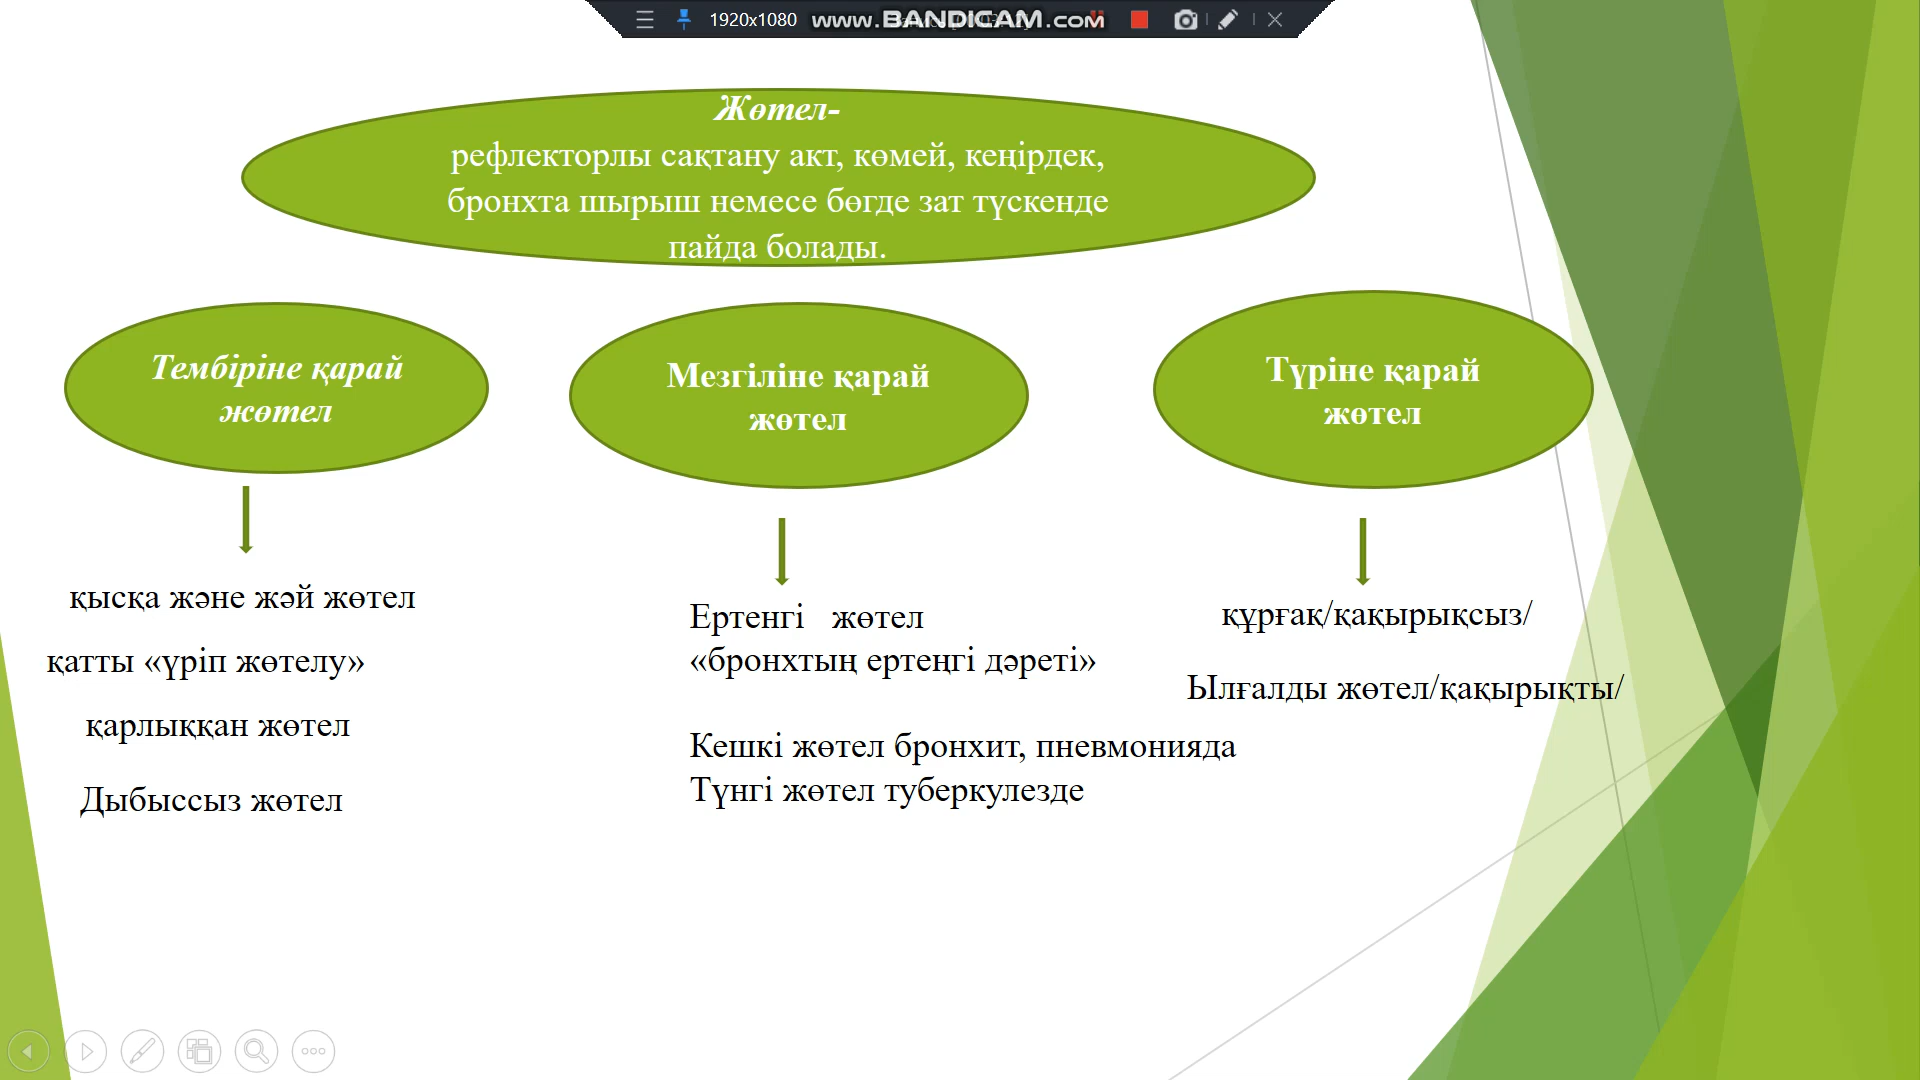 1920x1080 www.BANDICAM.com
Жөтел-
рефлекторлы сақтану акт, көмей, кеңірдек,
бронхта шырыш немесе бөгде зат түскенде
пайда болады.
Тембіріне қарай
жөтел
Мезгіліне қарай
жөтел
Түріне қарай
жөтел
қысқа және жәй жөтел
қатты «үріп жөтелу»
қарлыққан жөтел
Дыбыссыз жөтел
Ертенгі жөтел
«бронхтың ертеңгі дәреті»
Кешкі жөтел бронхит, пневмонияда
Түнгі жөтел туберкулезде
құрғақ/қақырықсыз/
Ылғалды жөтел/қақырықты/